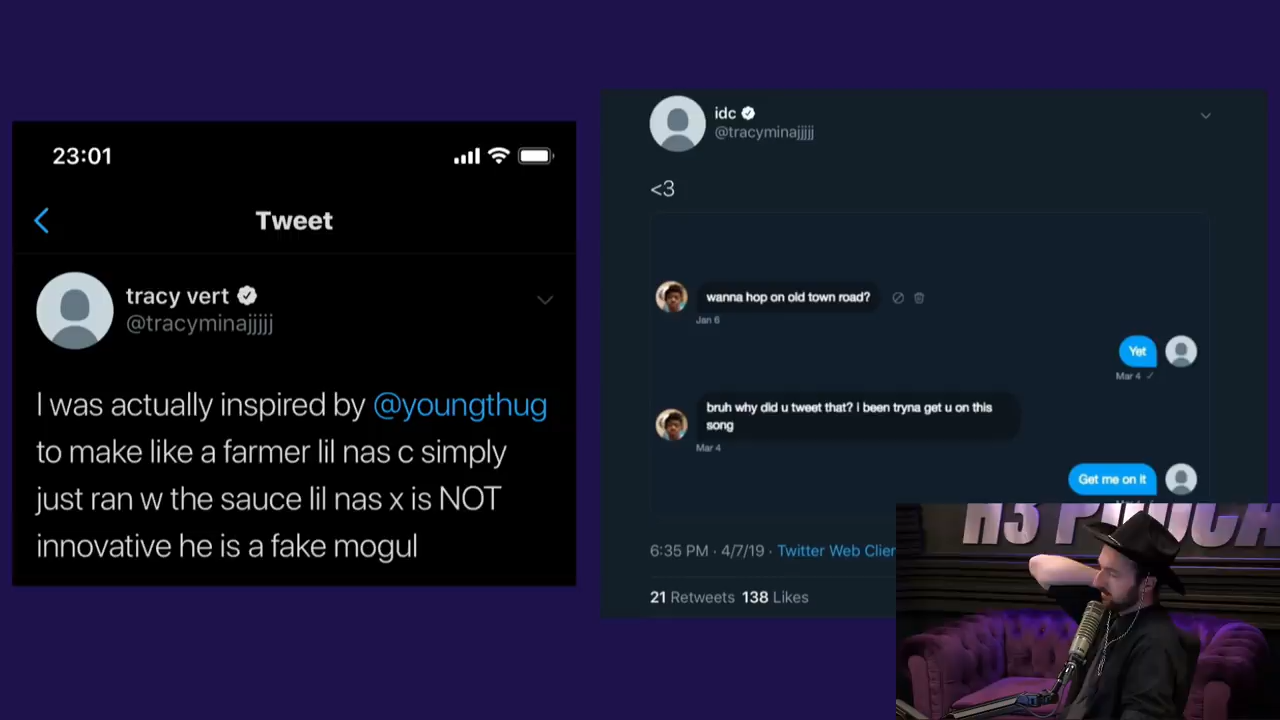 23:01
Tweet
tracy vert
@tracyminajjjjj
I was actually inspired by @youngthug
to make like a farmer lil nas c simply
just ran w the sauce lil nas x is NOT
innovative he is a fake mogul
idc
@tracyminajjjjj
<3
wanna hop on old town road?
Jan 6
Yet
Mar 4
bruh why did u tweet that? I been tryna get u on this
song
Mar 4
Get me on it
6:35 PM · 4/7/19 · Twitter Web Clien
21 Retweets 138 Likes
H3 PODCA